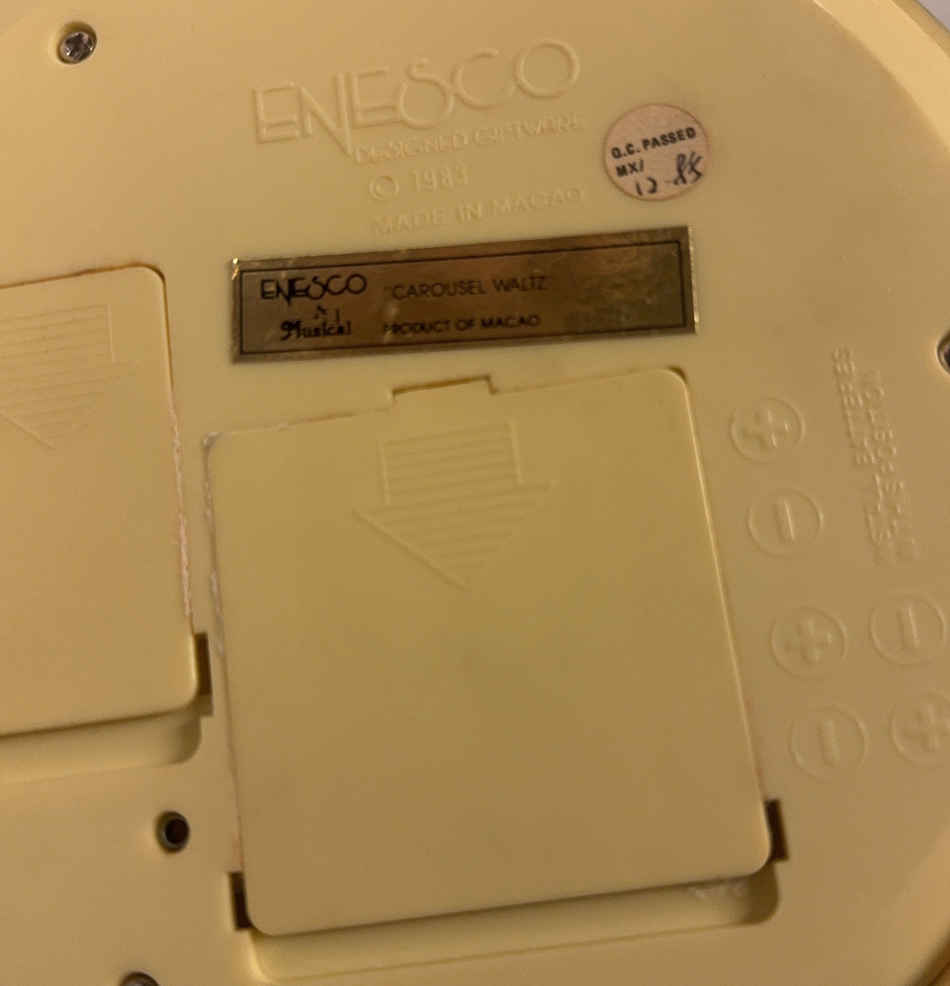 ENESCO
DESIGNED GIFTWARE
© 1983
MADE IN MACAO
Q.C. PASSED
MX/
12-85
ENESCO "CAROUSEL WALTZ"
Musical PRODUCT OF MACAO
+
-
+ -
- +
BATTERIES